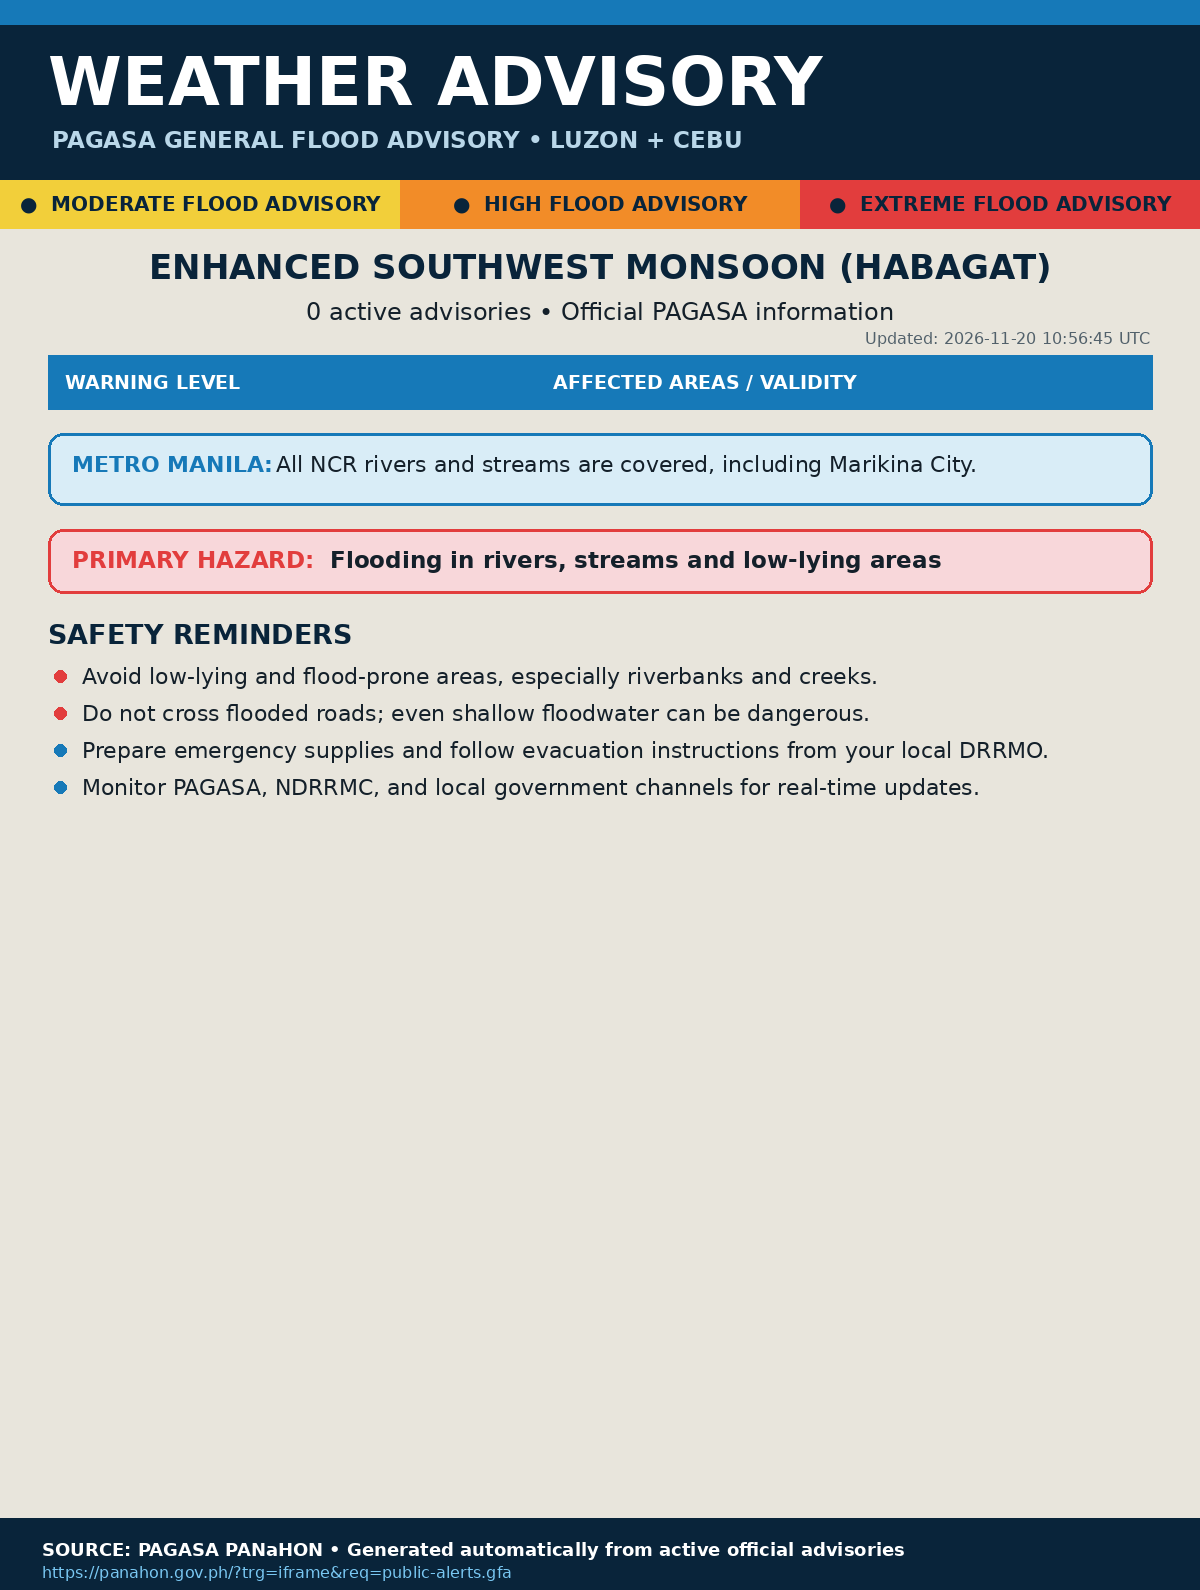 WEATHER ADVISORY
PAGASA GENERAL FLOOD ADVISORY • LUZON + CEBU
● MODERATE FLOOD ADVISORY ● HIGH FLOOD ADVISORY ● EXTREME FLOOD ADVISORY
ENHANCED SOUTHWEST MONSOON (HABAGAT)
0 active advisories • Official PAGASA information
Updated: 2026-11-20 10:56:45 UTC
WARNING LEVEL AFFECTED AREAS / VALIDITY
METRO MANILA: All NCR rivers and streams are covered, including Marikina City.
PRIMARY HAZARD: Flooding in rivers, streams and low-lying areas
SAFETY REMINDERS
● Avoid low-lying and flood-prone areas, especially riverbanks and creeks.
● Do not cross flooded roads; even shallow floodwater can be dangerous.
● Prepare emergency supplies and follow evacuation instructions from your local DRRMO.
● Monitor PAGASA, NDRRMC, and local government channels for real-time updates.
SOURCE: PAGASA PANaHON • Generated automatically from active official advisories
https://panahon.gov.ph/?trg=iframe&req=public-alerts.gfa